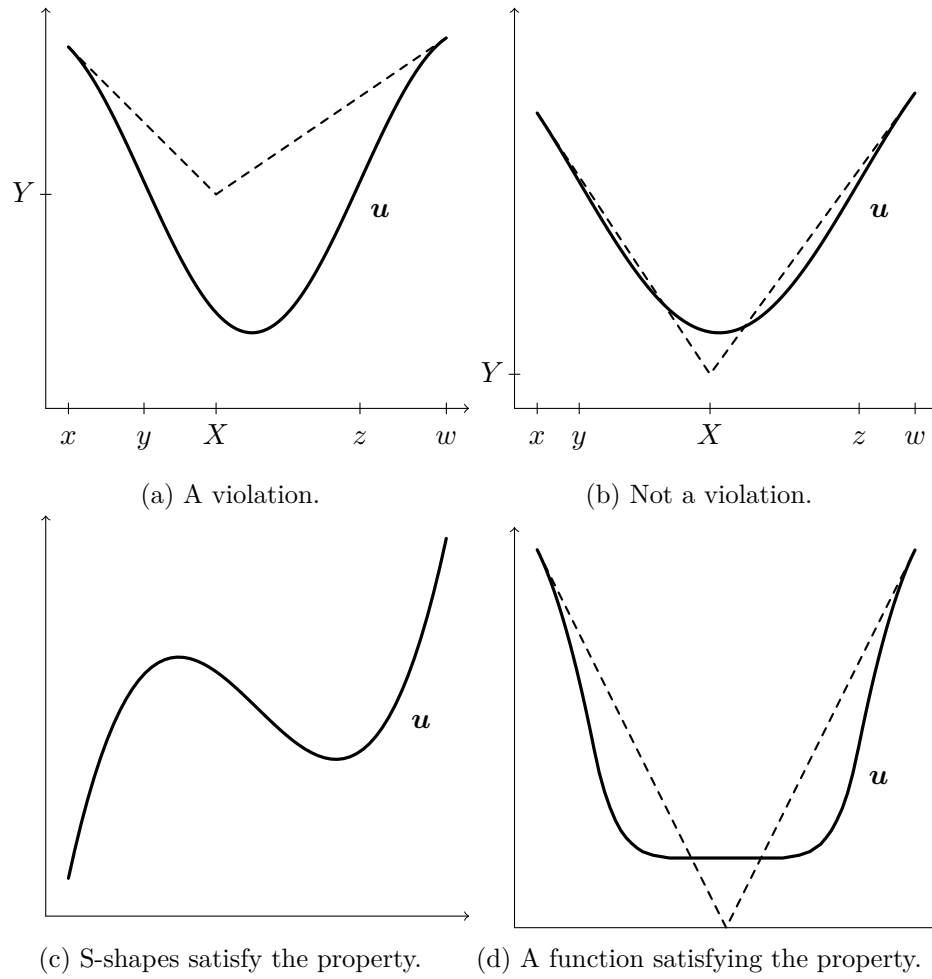 Y
u
x y X z w
(a) A violation.
Y
u
x y X z w
(b) Not a violation.
u
(c) S-shapes satisfy the property.
u
(d) A function satisfying the property.